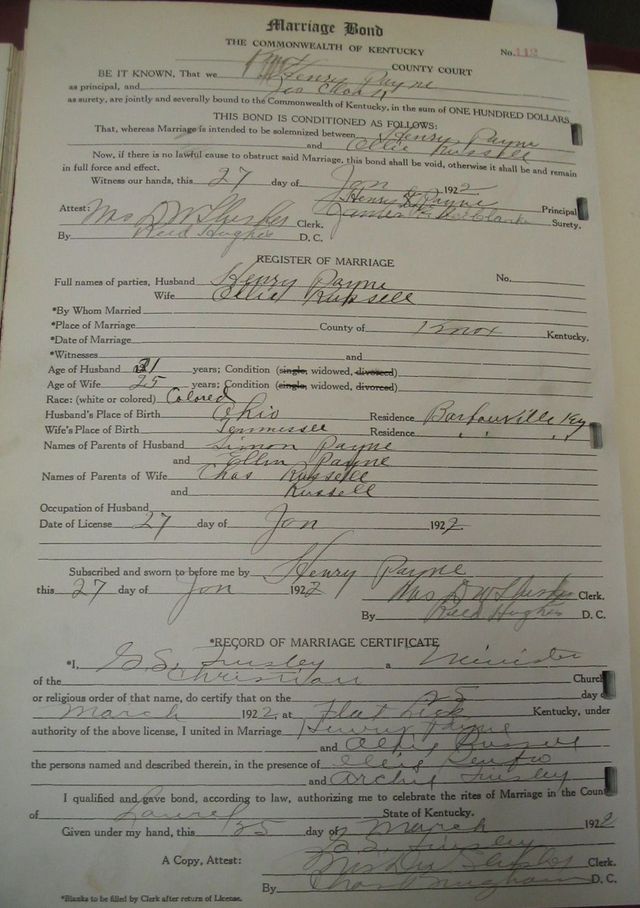 Marriage Bond
THE COMMONWEALTH OF KENTUCKY
No. 112
Knox COUNTY COURT
BE IT KNOWN, That we Henry Payne
as principal, and
as surety, are jointly and severally bound to the Commonwealth of Kentucky, in the sum of ONE HUNDRED DOLLARS
THIS BOND IS CONDITIONED AS FOLLOWS:
That, whereas Marriage is intended to be solemnized between Henry Payne
and Ellie Russell
Now, if there is no lawful cause to obstruct said Marriage, this bond shall be void, otherwise it shall be and remain
in full force and effect.
Witness our hands, this 27 day of Jan 1922
Henry Payne Principal
Attest: Mrs D W Clerk. Surety.
By Reed Hughes D. C.
REGISTER OF MARRIAGE
Full names of parties, Husband Henry Payne No.
Wife Ellie Russell
*By Whom Married
*Place of Marriage County of Knox Kentucky.
*Date of Marriage
*Witnesses and
Age of Husband 21 years; Condition (single, widowed, divorced)
Age of Wife 25 years; Condition (single, widowed, divorced)
Race: (white or colored) Colored
Husband's Place of Birth Ohio Residence Barbourville Ky
Wife's Place of Birth Tennessee Residence " " "
Names of Parents of Husband Simon Payne
and Ellen Payne
Names of Parents of Wife Chas Russell
and Russell
Occupation of Husband
Date of License 27 day of Jan 1922
Subscribed and sworn to before me by Henry Payne
this 27 day of Jan 1922 Mrs D W Clerk.
By Reed Hughes D. C.
*RECORD OF MARRIAGE CERTIFICATE
*I, Tinsley a Minister
of the Christian Church
or religious order of that name, do certify that on the 25 day of
March 1922 at Flat Lick Kentucky, under
authority of the above license, I united in Marriage Henry Payne
and Russell
the persons named and described therein, in the presence of Renfro
and Archie Tinsley
I qualified and gave bond, according to law, authorizing me to celebrate the rites of Marriage in the Count
of Laurel State of Kentucky.
Given under my hand, this 25 day of March 1922
Tinsley
A Copy, Attest: Clerk.
By D. C.
*Blanks to be filled by Clerk after return of License.